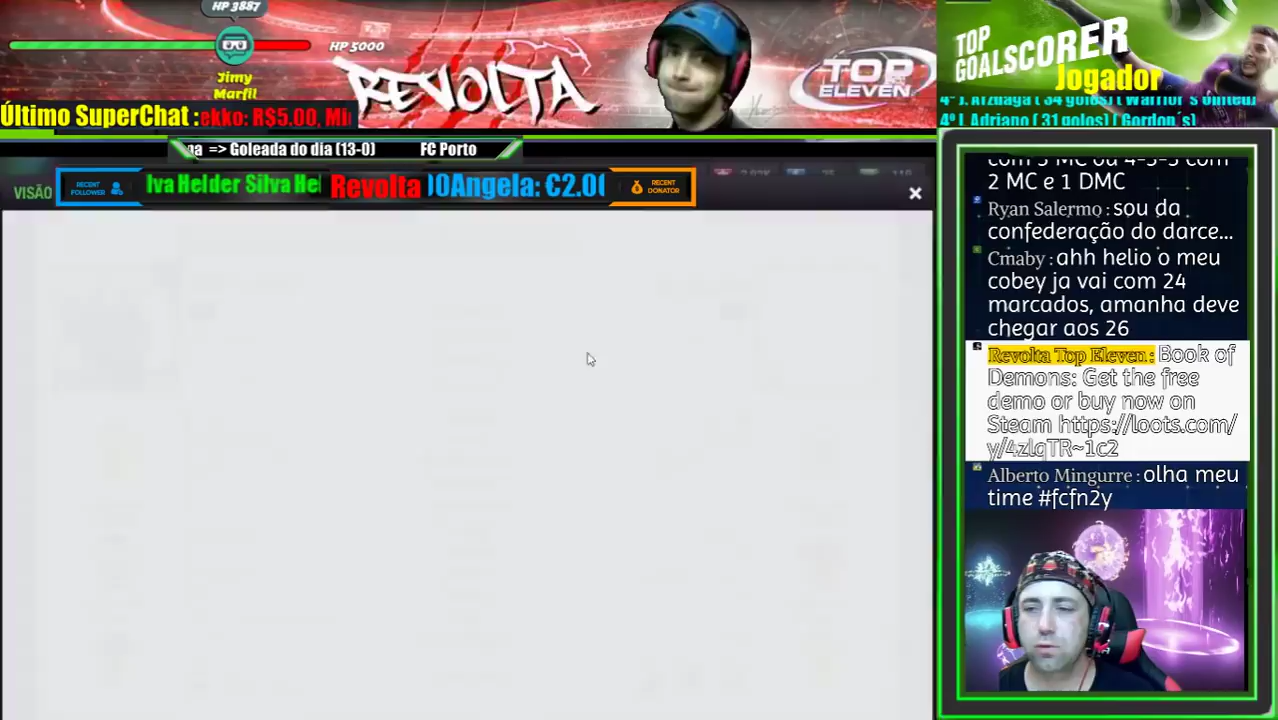 HP 3887
HP 5000
Jimy
Marfil
REVOLTA
TOP
ELEVEN
TOP
GOALSCORER
Jogador
Último SuperChat :ekko: R$5.00,
4º J. Arzuaga ( 34 golos) ( Warrior´s United)
4º L Adriano ( 31 golos) ( Gordon´s)
=> Goleada do dia (13-0)
FC Porto
VISÃO
RECENT
FOLLOWER
lva Helder Silva Hel
Revolta
00Angela: €2.00
RECENT
DONATOR
com 3 MC ou 4-3-3 com
2 MC e 1 DMC
Ryan Salermo : sou da
confederação do darce...
Cmaby : ahh helio o meu
cobey ja vai com 24
marcados, amanha deve
chegar aos 26
Revolta Top Eleven : Book of
Demons: Get the free
demo or buy now on
Steam https://loots.com/
y/4zlqTR~1c2
Alberto Mingurre : olha meu
time #fcfn2y